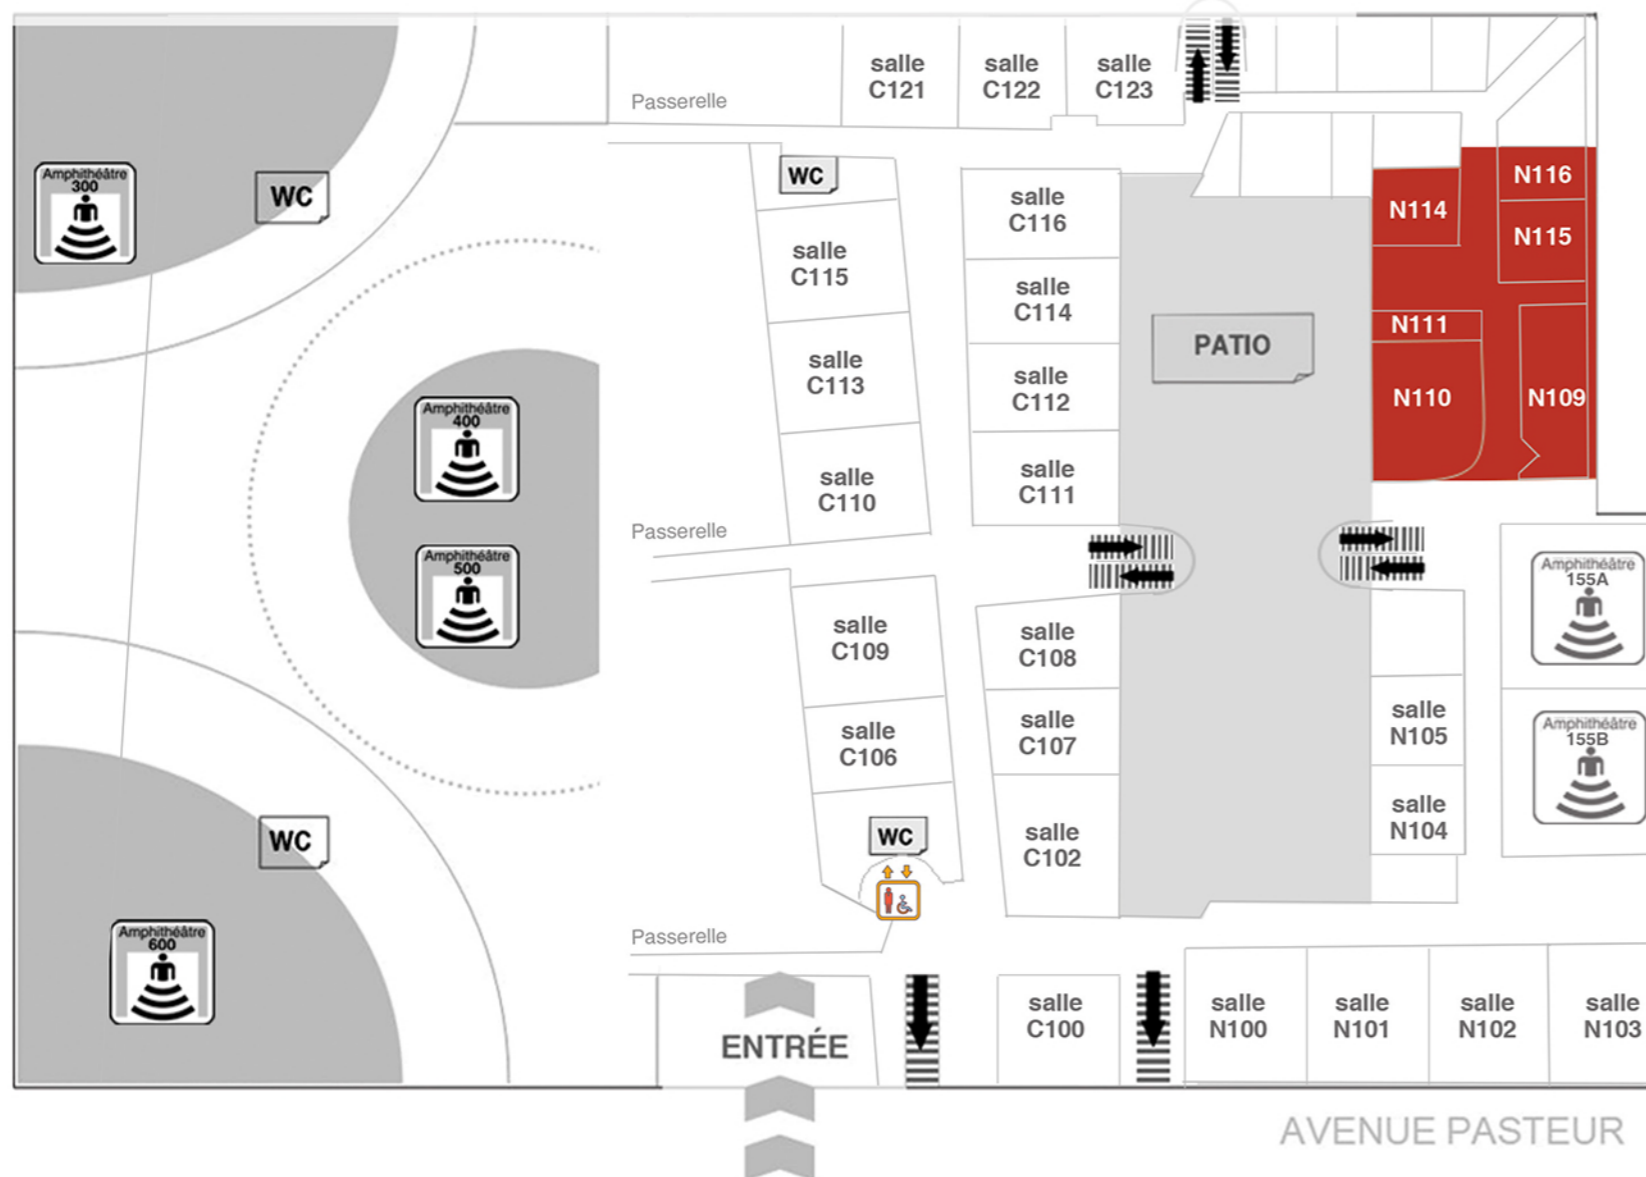 salle
C121
salle
C122
salle
C123
Passerelle
Amphithéâtre
300
WC
WC
salle
C115
salle
C116
N114
N116
N115
salle
C114
PATIO
N111
salle
C113
salle
C112
N110
N109
Amphithéâtre
400
salle
C110
salle
C111
Passerelle
Amphithéâtre
500
Amphithéâtre
155A
salle
C109
salle
C108
salle
C106
salle
C107
salle
N105
Amphithéâtre
155B
WC
WC
salle
C102
salle
N104
Passerelle
Amphithéâtre
600
ENTRÉE
salle
C100
salle
N100
salle
N101
salle
N102
salle
N103
AVENUE PASTEUR